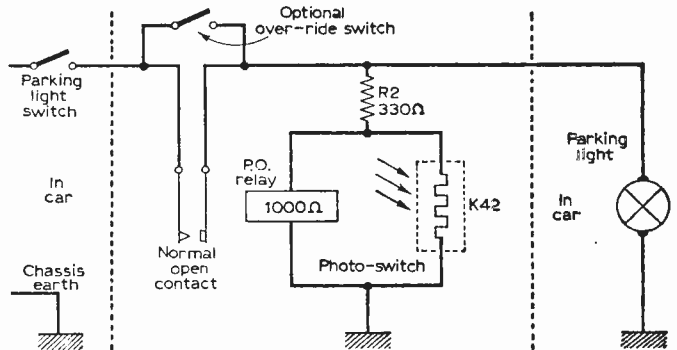 Optional
over-ride switch
Parking
light
switch
R2
330Ω
P.O.
relay
1000Ω
K42
Parking
light
In
car
In
car
Normal
open
contact
Photo-switch
Chassis
earth